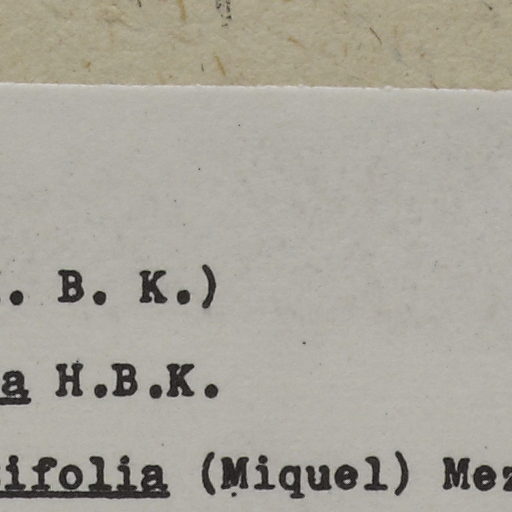 . B. K.)
a H.B.K.
ifolia (Miquel) Mez